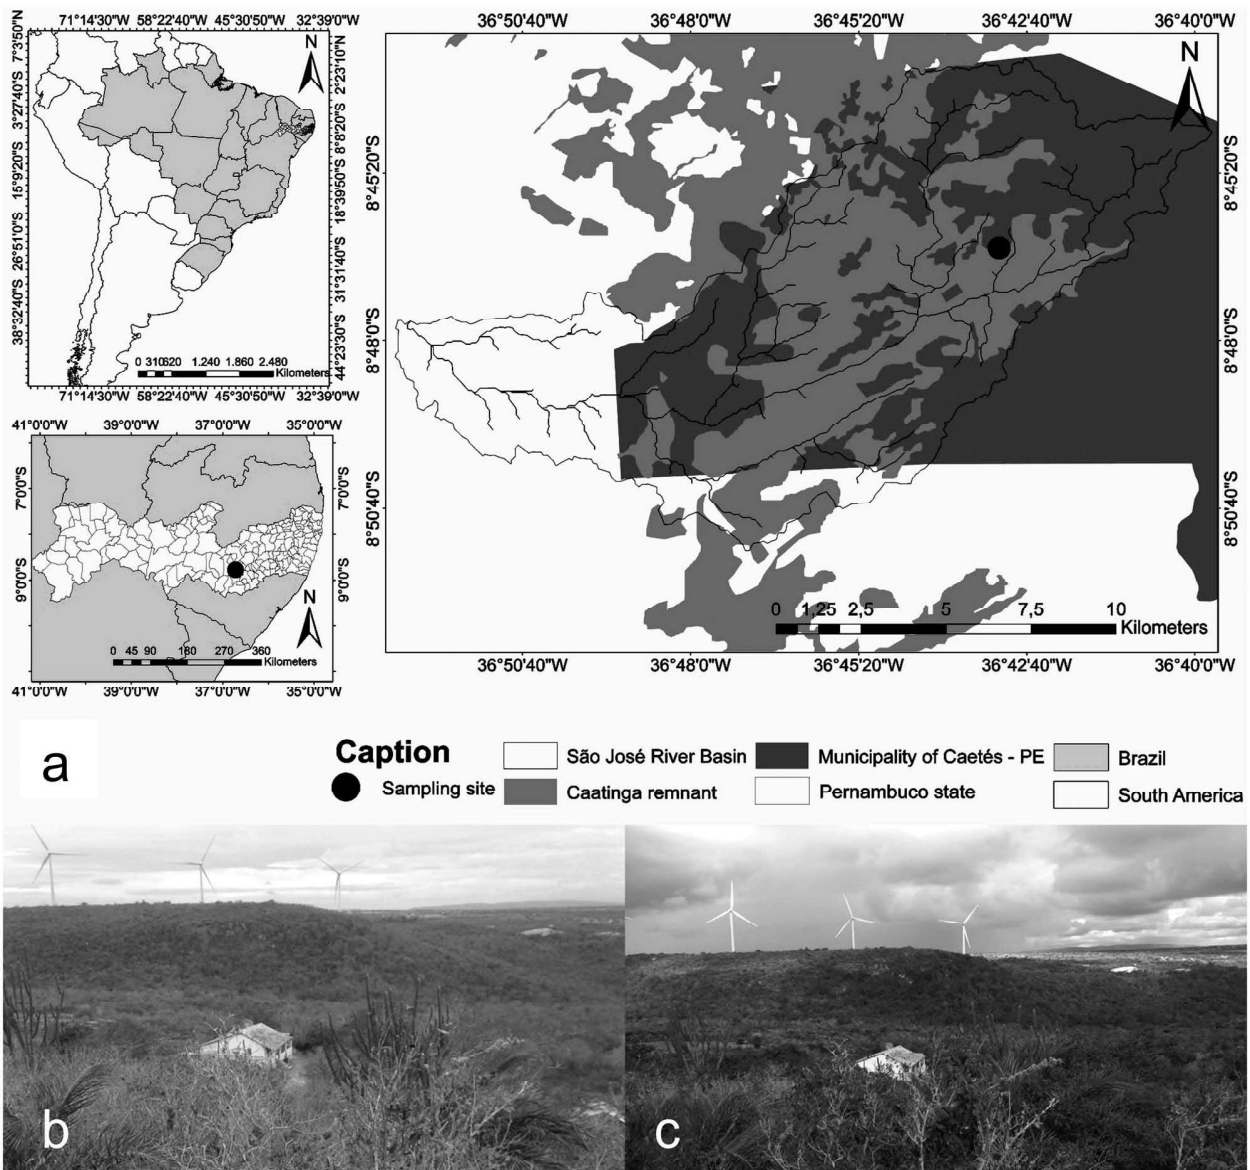 71°14'30"W 58°22'40"W 45°30'50"W 32°39'0"W
7°3'50"N
3°27'40"S
15°9'20"S
26°51'0"S
38°32'40"S
2°23'10"N
8°8'20"S
18°39'50"S
31°31'40"S
44°23'30"S
N
0 310620 1.240 1.860 2.480
Kilometers
71°14'30"W 58°22'40"W 45°30'50"W 32°39'0"W
41°0'0"W 39°0'0"W 37°0'0"W 35°0'0"W
7°0'0"S
9°0'0"S
7°0'0"S
9°0'0"S
N
0 45 90 180 270 360
Kilometers
41°0'0"W 39°0'0"W 37°0'0"W 35°0'0"W
36°50'40"W 36°48'0"W 36°45'20"W 36°42'40"W 36°40'0"W
8°45'20"S
8°48'0"S
8°50'40"S
8°45'20"S
8°48'0"S
8°50'40"S
N
0 1,25 2,5 5 7,5 10
Kilometers
36°50'40"W 36°48'0"W 36°45'20"W 36°42'40"W 36°40'0"W
a
Caption
São José River Basin
Municipality of Caetés - PE
Brazil
Sampling site
Caatinga remnant
Pernambuco state
South America
b
c